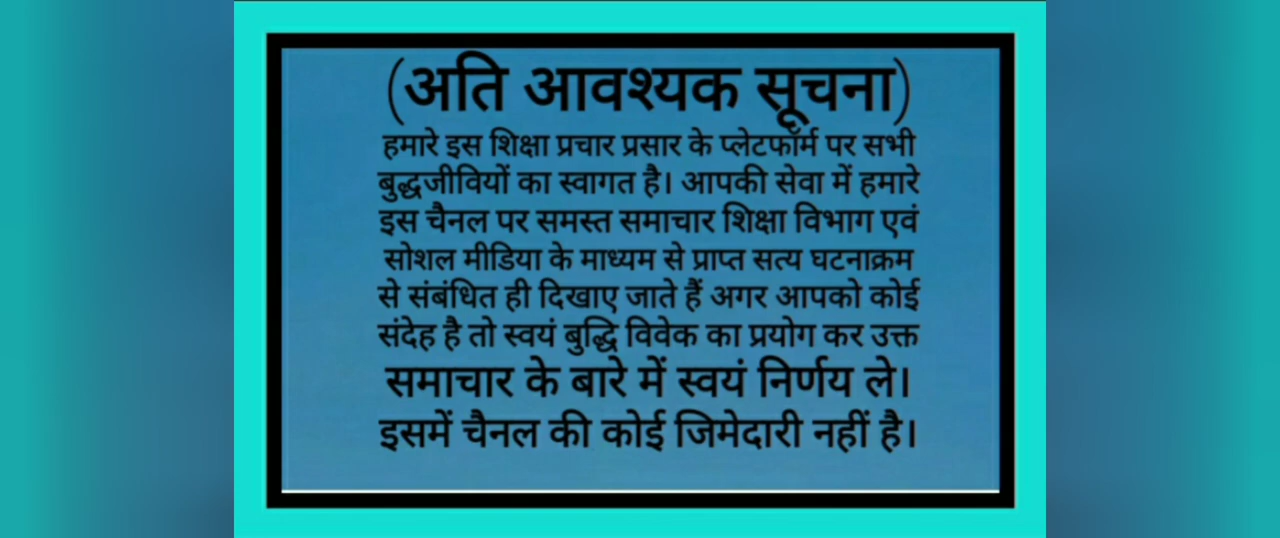 (अति आवश्यक सूचना)
हमारे इस शिक्षा प्रचार प्रसार के प्लेटफॉर्म पर सभी
बुद्धजीवियों का स्वागत है। आपकी सेवा में हमारे
इस चैनल पर समस्त समाचार शिक्षा विभाग एवं
सोशल मीडिया के माध्यम से प्राप्त सत्य घटनाक्रम
से संबंधित ही दिखाए जाते हैं अगर आपको कोई
संदेह है तो स्वयं बुद्धि विवेक का प्रयोग कर उक्त
समाचार के बारे में स्वयं निर्णय ले।
इसमें चैनल की कोई जिमेदारी नहीं है।